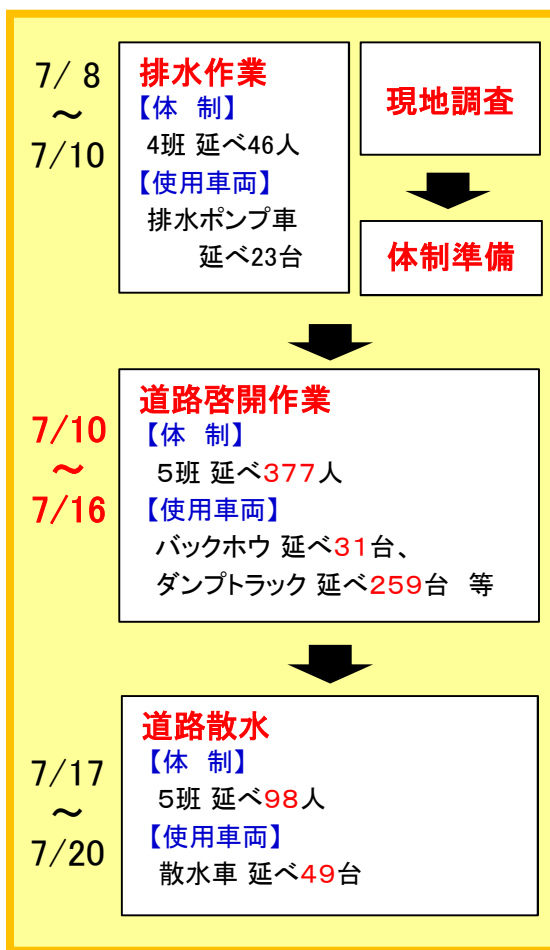 7/ 8
～
7/10
排水作業
【体　制】
4班 延べ46人
【使用車両】
排水ポンプ車
延べ23台
現地調査
体制準備
7/10
～
7/16
道路啓開作業
【体　制】
５班 延べ３７７人
【使用車両】
バックホウ 延べ３１台、
ダンプトラック 延べ２５９台　等
7/17
～
7/20
道路散水
【体　制】
５班 延べ９８人
【使用車両】
散水車 延べ４９台